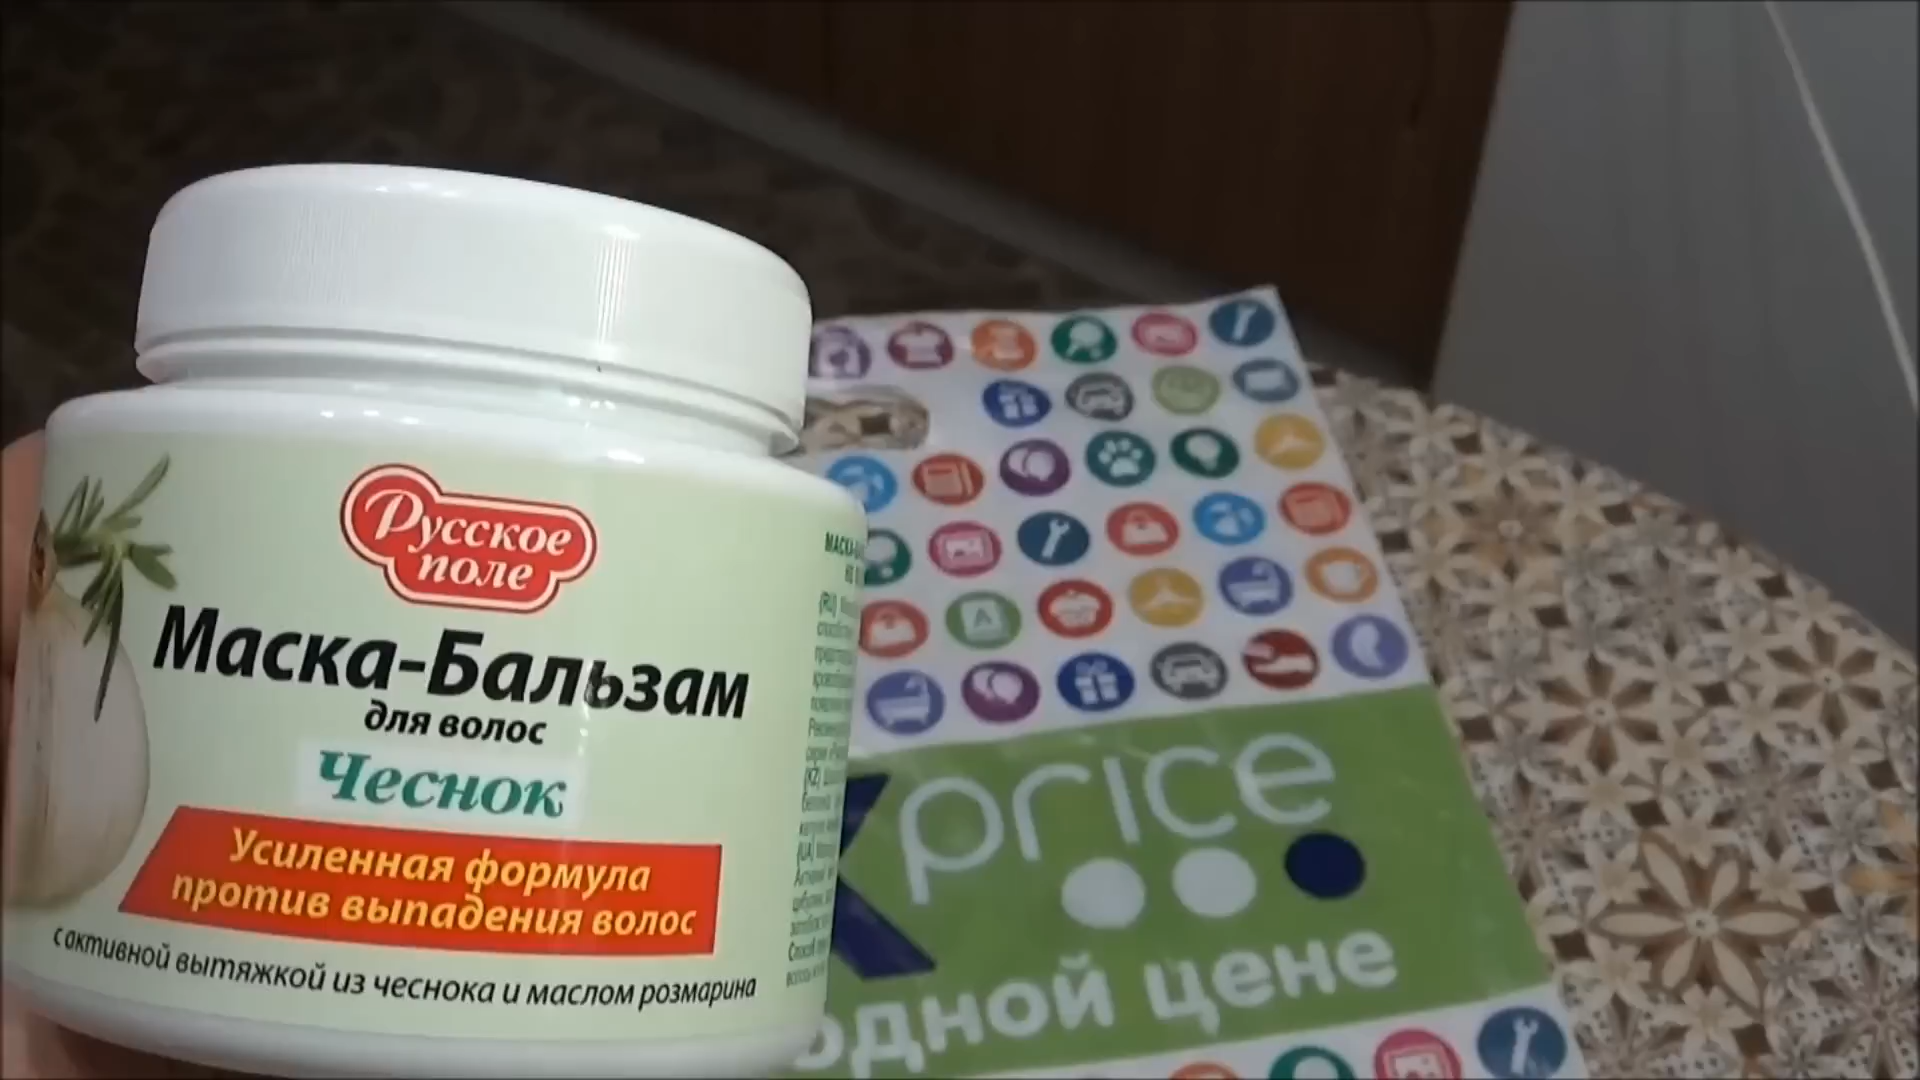 Русское
поле
Маска-Бальзам
для волос
Чеснок
Усиленная формула
против выпадения волос
с активной вытяжкой из чеснока и маслом розмарина
price
одной цене